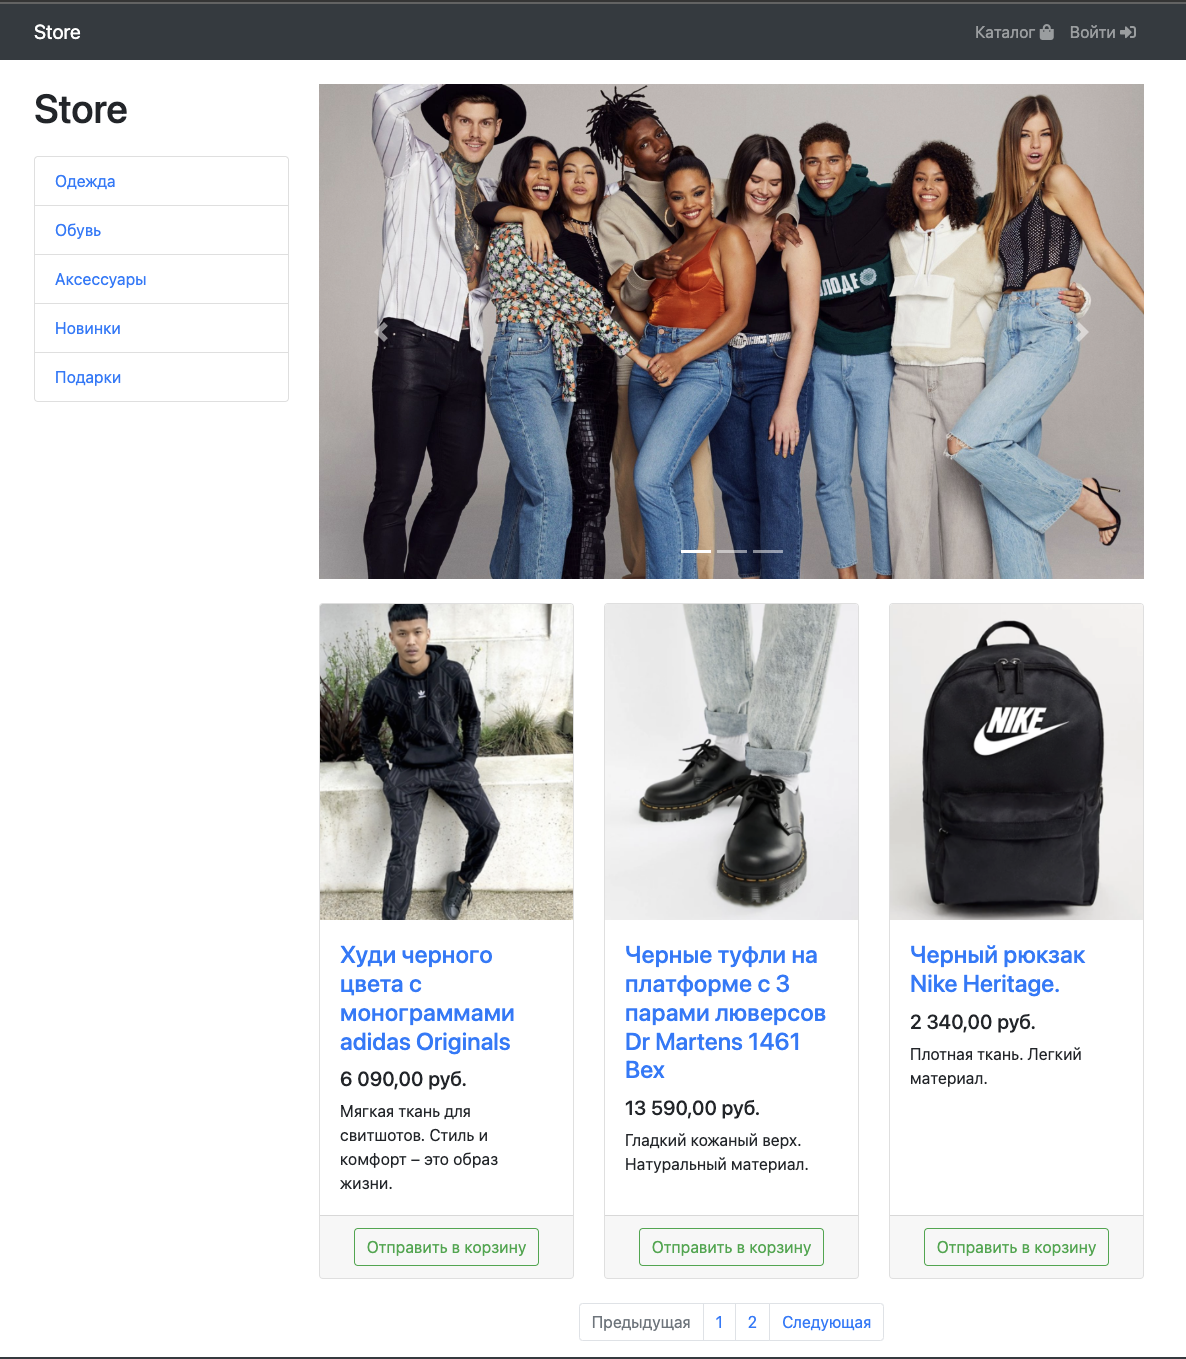 Store
Каталог
Войти
Store
Одежда
Обувь
Аксессуары
Новинки
Подарки
NIKE
Худи черного
цвета с
монограммами
adidas Originals
6 090,00 руб.
Мягкая ткань для
свитшотов. Стиль и
комфорт – это образ
жизни.
Отправить в корзину
Черные туфли на
платформе с 3
парами люверсов
Dr Martens 1461
Bex
13 590,00 руб.
Гладкий кожаный верх.
Натуральный материал.
Отправить в корзину
Черный рюкзак
Nike Heritage.
2 340,00 руб.
Плотная ткань. Легкий
материал.
Отправить в корзину
Предыдущая
1
2
Следующая